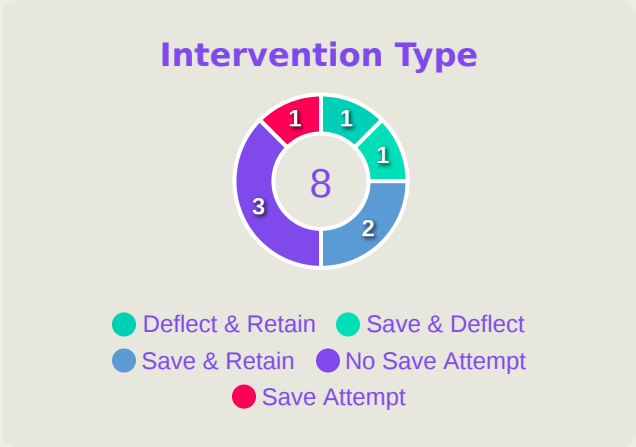 Intervention Type
1 1
1
8
3
2
Deflect & Retain Save & Deflect
Save & Retain No Save Attempt
Save Attempt